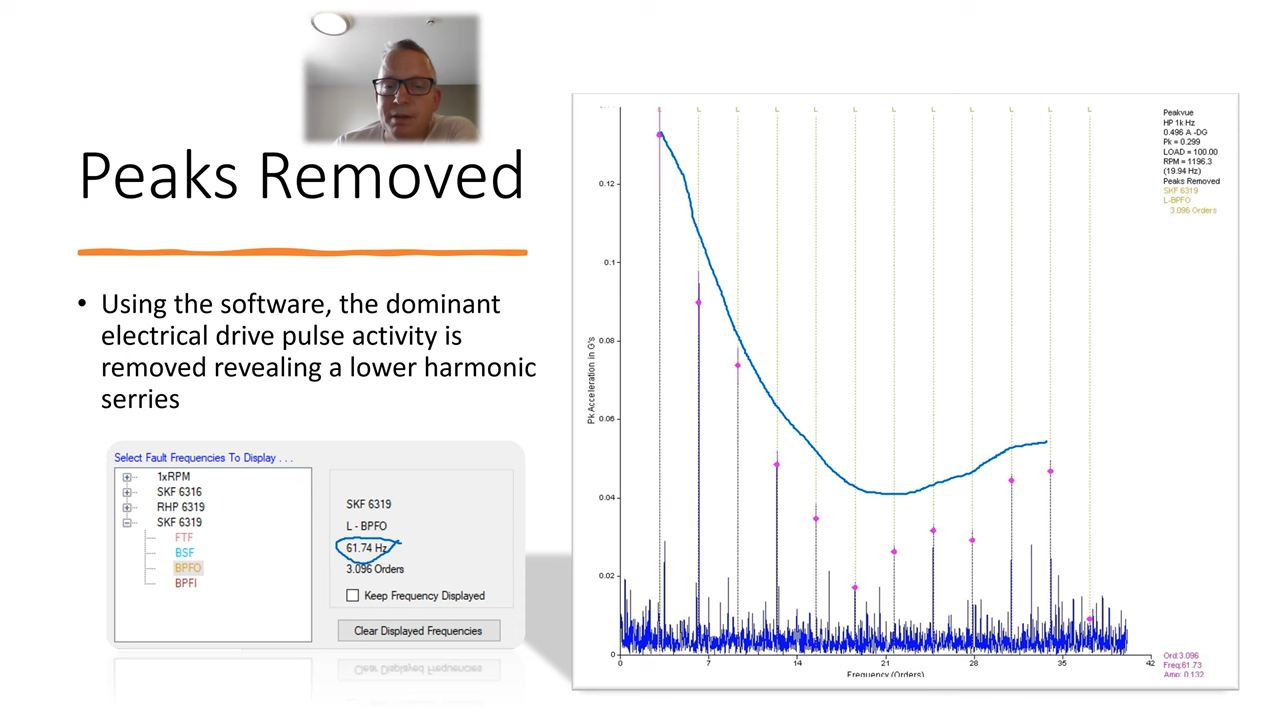 Peaks Removed
• Using the software, the dominant
electrical drive pulse activity is
removed revealing a lower harmonic
serries
Select Fault Frequencies To Display . . .
1xRPM
SKF 6316
RHP 6319
SKF 6319
FTF
BSF
BPFO
BPFI
SKF 6319
L - BPFO
61.74 Hz
3.096 Orders
Keep Frequency Displayed
Clear Displayed Frequencies
Pk Acceleration in G's
0.12
0.1
0.08
0.06
0.04
0.02
0
L L L L L L L L L L L L
0 7 14 21 28 35 42
Frequency (Orders)
Peakvue
HP 1k Hz
0.496 A -DG
Pk = 0.299
LOAD = 100.00
RPM = 1196.3
(19.94 Hz)
Peaks Removed
SKF 6319
L-BPFO
3.096 Orders
Ord:3.096
Freq:61.73
Amp: 0.132